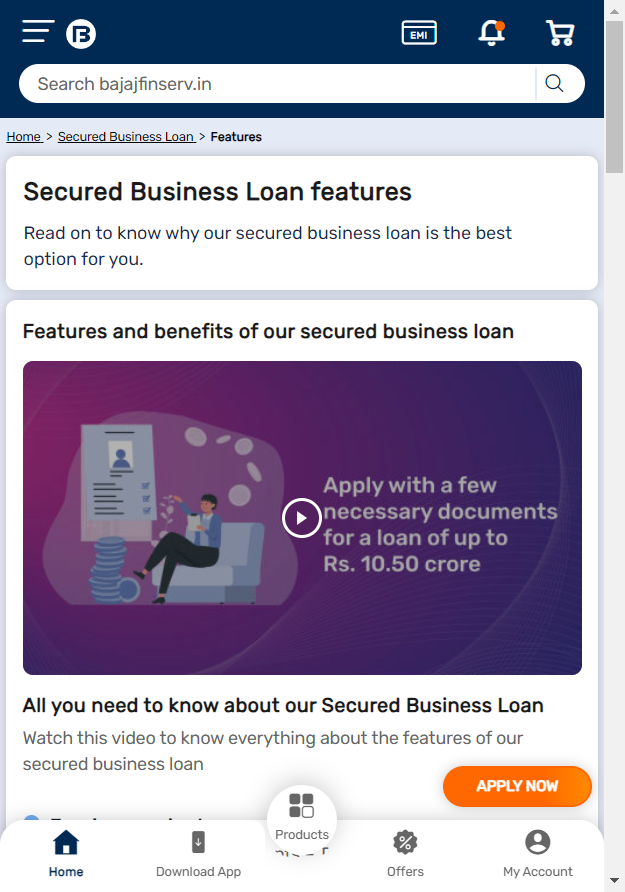 EMI
Search bajajfinserv.in
Home > Secured Business Loan > Features
Secured Business Loan features
Read on to know why our secured business loan is the best
option for you.
Features and benefits of our secured business loan
Apply with a few
necessary documents
for a loan of up to
Rs. 10.50 crore
All you need to know about our Secured Business Loan
Watch this video to know everything about the features of our
secured business loan
APPLY NOW
Products
Home
Download App
Offers
My Account